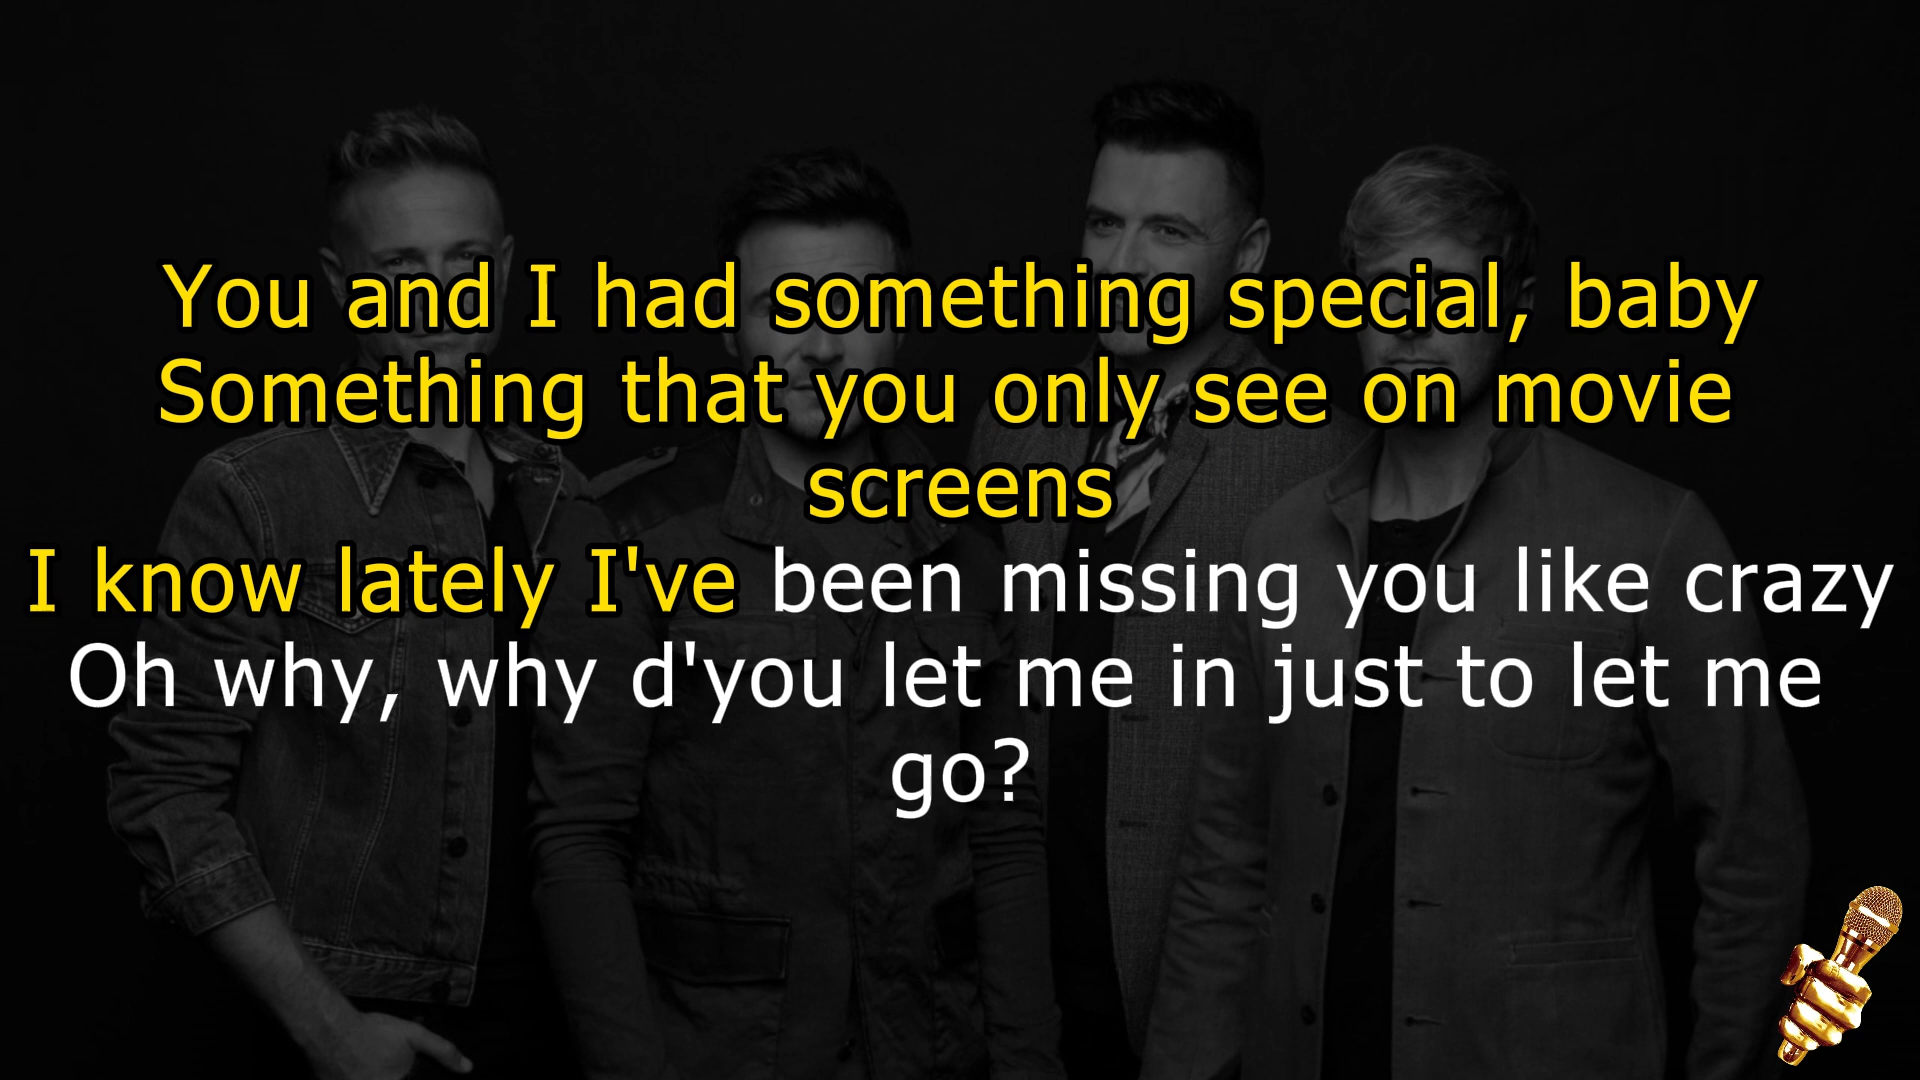 You and I had something special, baby
Something that you only see on movie
screens
I know lately I've been missing you like crazy
Oh why, why d'you let me in just to let me
go?